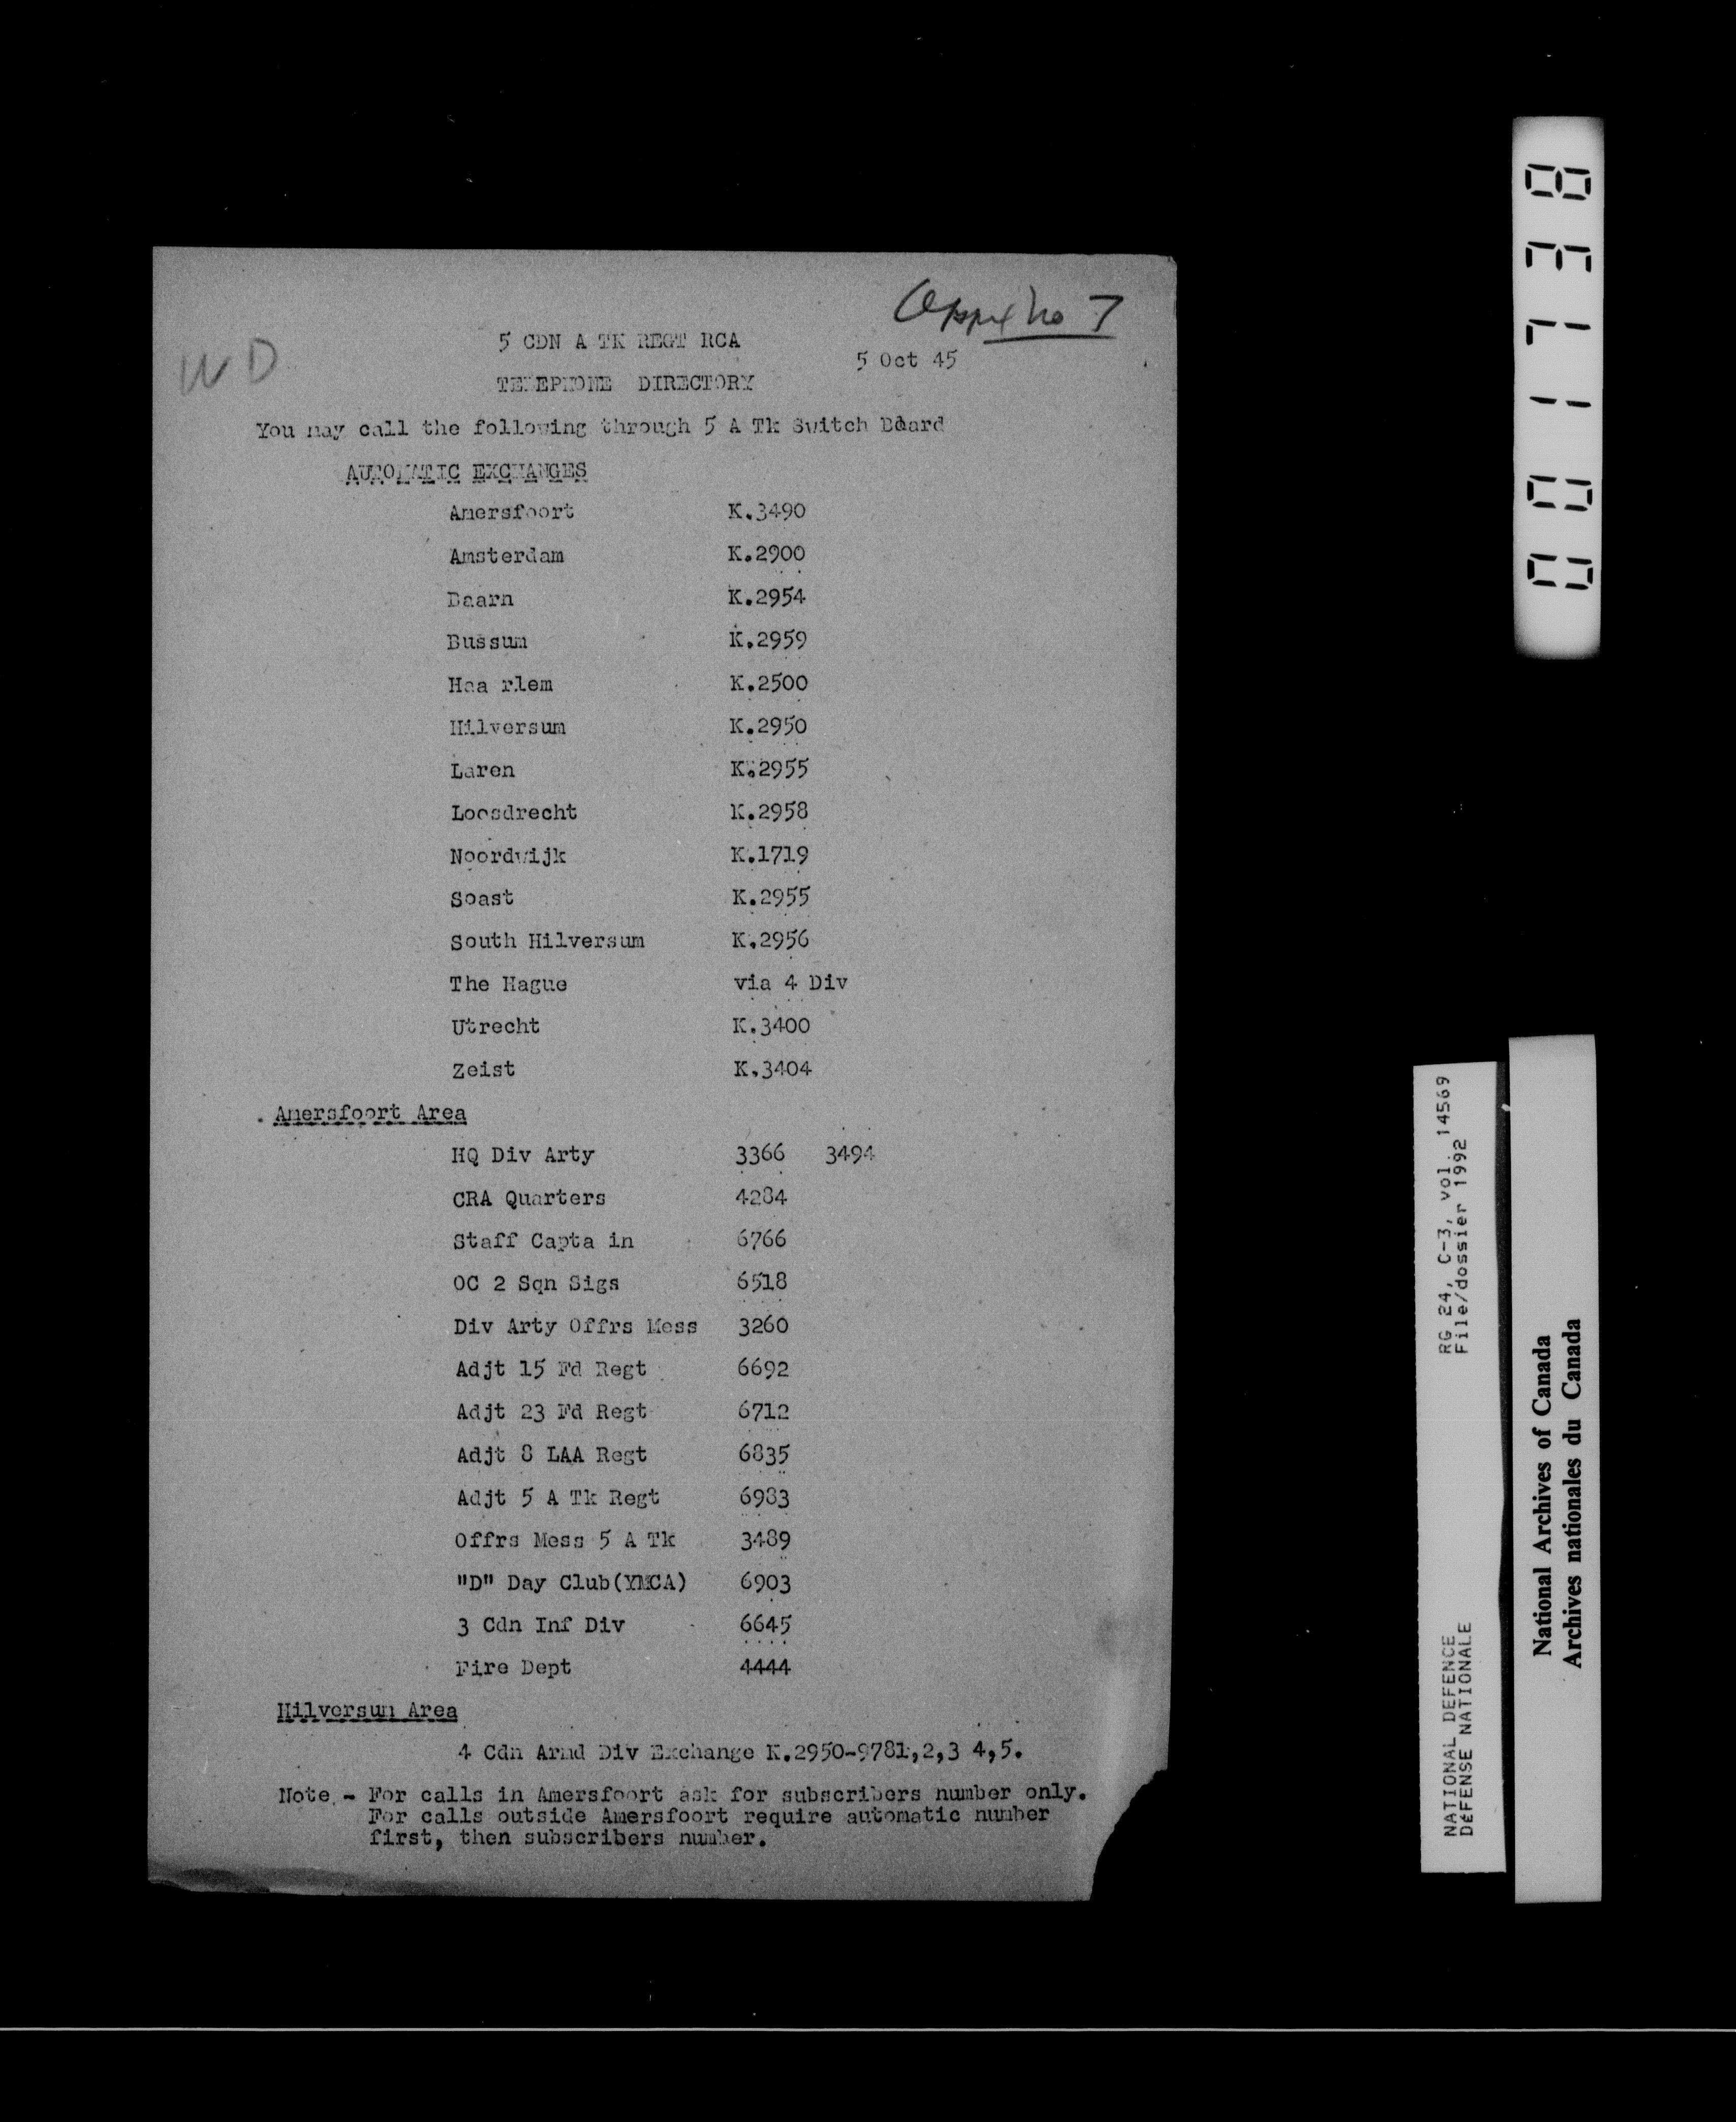 Appx No 7
WD
5 CDN A TK REGT RCA
5 Oct 45
TELEPHONE DIRECTORY
You may call the following through 5 A Tk Switch Board
AUTOMATIC EXCHANGES
Amersfoort K.3490
Amsterdam K.2900
Baarn K.2954
Bussum K.2959
Haa rlem K.2500
Hilversum K.2950
Laren K.2955
Loosdrecht K.2958
Noordwijk K.1719
Soast K.2955
South Hilversum K.2956
The Hague via 4 Div
Utrecht K.3400
Zeist K.3404
Amersfoort Area
HQ Div Arty 3366 3494
CRA Quarters 4284
Staff Capta in 6766
OC 2 Sqn Sigs 6518
Div Arty Offrs Mess 3260
Adjt 15 Fd Regt 6692
Adjt 23 Fd Regt 6712
Adjt 8 LAA Regt 6835
Adjt 5 A Tk Regt 6983
Offrs Mess 5 A Tk 3489
"D" Day Club(YMCA) 6903
3 Cdn Inf Div 6645
Fire Dept 4444
Hilversum Area
4 Cdn Armd Div Exchange K.2950-9781,2,3 4,5.
Note - For calls in Amersfoort ask for subscribers number only.
For calls outside Amersfoort require automatic number
first, then subscribers number.
001738
RG 24, C-3, vol. 14569
File/dossier 1992
NATIONAL DEFENCE
DÉFENSE NATIONALE
National Archives of Canada
Archives nationales du Canada